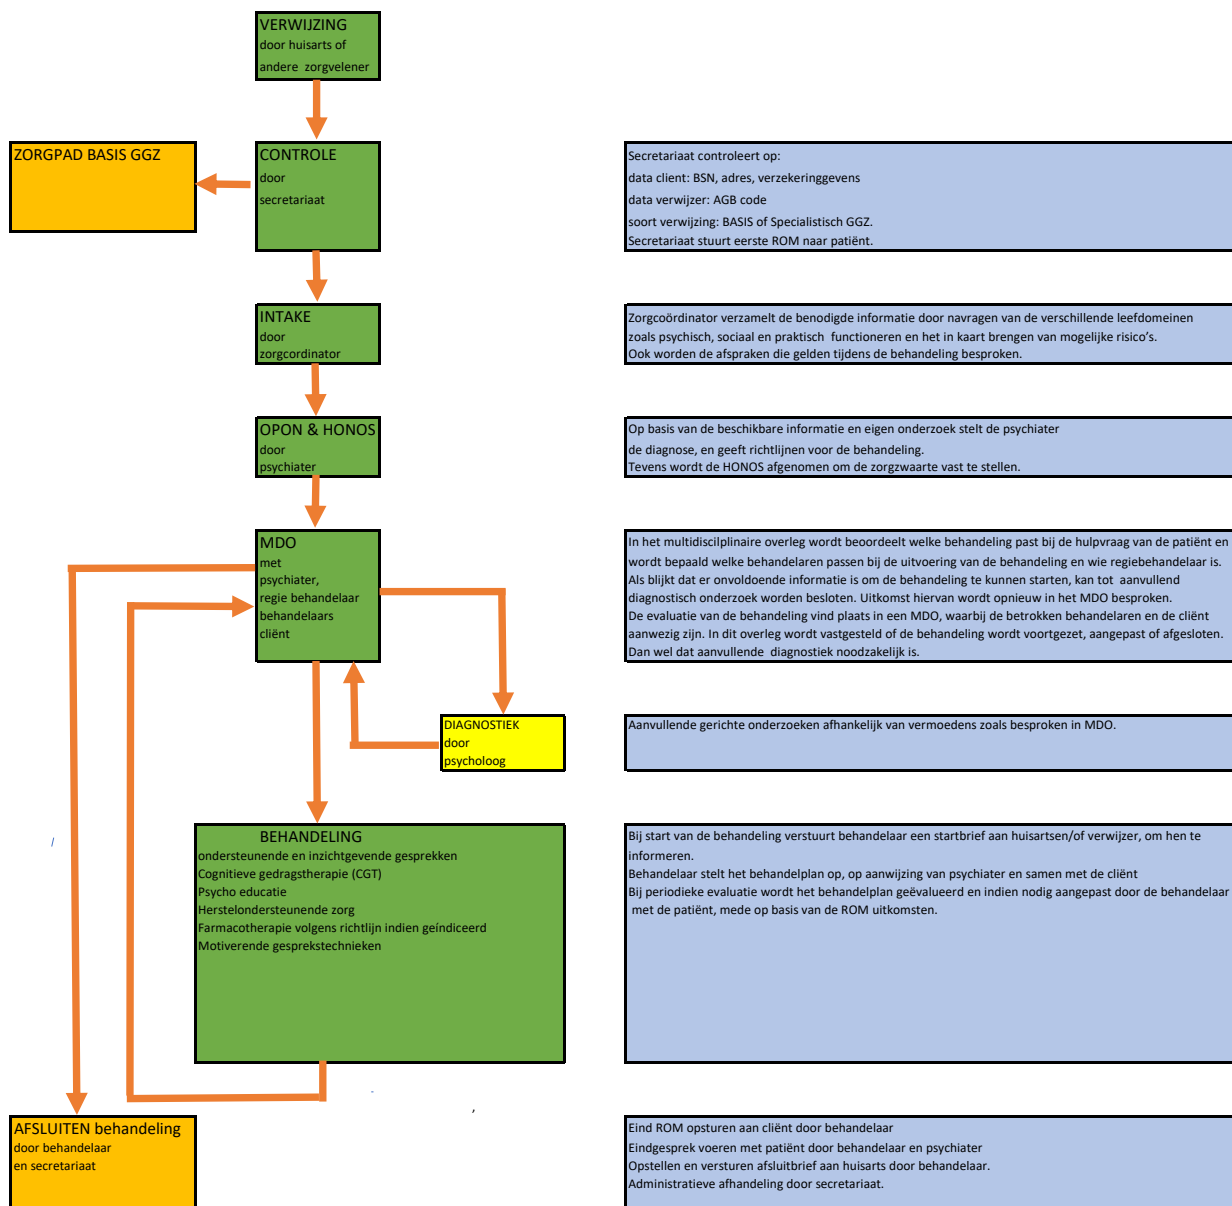 VERWIJZING
door huisarts of
andere zorgvelener
ZORGPAD BASIS GGZ
CONTROLE
door
secretariaat
Secretariaat controleert op:
data client: BSN, adres, verzekeringgevens
data verwijzer: AGB code
soort verwijzing: BASIS of Specialistisch GGZ.
Secretariaat stuurt eerste ROM naar patiënt.
INTAKE
door
zorgcordinator
Zorgcoördinator verzamelt de benodigde informatie door navragen van de verschillende leefdomeinen
zoals psychisch, sociaal en praktisch functioneren en het in kaart brengen van mogelijke risico's.
Ook worden de afspraken die gelden tijdens de behandeling besproken.
OPON & HONOS
door
psychiater
Op basis van de beschikbare informatie en eigen onderzoek stelt de psychiater
de diagnose, en geeft richtlijnen voor de behandeling.
Tevens wordt de HONOS afgenomen om de zorgzwaarte vast te stellen.
MDO
met
psychiater,
regie behandelaar
behandelaars
cliënt
In het multidiscilplinaire overleg wordt beoordeelt welke behandeling past bij de hulpvraag van de patiënt en
wordt bepaald welke behandelaren passen bij de uitvoering van de behandeling en wie regiebehandelaar is.
Als blijkt dat er onvoldoende informatie is om de behandeling te kunnen starten, kan tot aanvullend
diagnostisch onderzoek worden besloten. Uitkomst hiervan wordt opnieuw in het MDO besproken.
De evaluatie van de behandeling vind plaats in een MDO, waarbij de betrokken behandelaren en de cliënt
aanwezig zijn. In dit overleg wordt vastgesteld of de behandeling wordt voortgezet, aangepast of afgesloten.
Dan wel dat aanvullende diagnostiek noodzakelijk is.
DIAGNOSTIEK
door
psycholoog
Aanvullende gerichte onderzoeken afhankelijk van vermoedens zoals besproken in MDO.
BEHANDELING
ondersteunende en inzichtgevende gesprekken
Cognitieve gedragstherapie (CGT)
Psycho educatie
Herstelondersteunende zorg
Farmacotherapie volgens richtlijn indien geïndiceerd
Motiverende gesprekstechnieken
Bij start van de behandeling verstuurt behandelaar een startbrief aan huisartsen/of verwijzer, om hen te
informeren.
Behandelaar stelt het behandelplan op, op aanwijzing van psychiater en samen met de cliënt
Bij periodieke evaluatie wordt het behandelplan geëvalueerd en indien nodig aangepast door de behandelaar
met de patiënt, mede op basis van de ROM uitkomsten.
AFSLUITEN behandeling
door behandelaar
en secretariaat
Eind ROM opsturen aan cliënt door behandelaar
Eindgesprek voeren met patiënt door behandelaar en psychiater
Opstellen en versturen afsluitbrief aan huisarts door behandelaar.
Administratieve afhandeling door secretariaat.